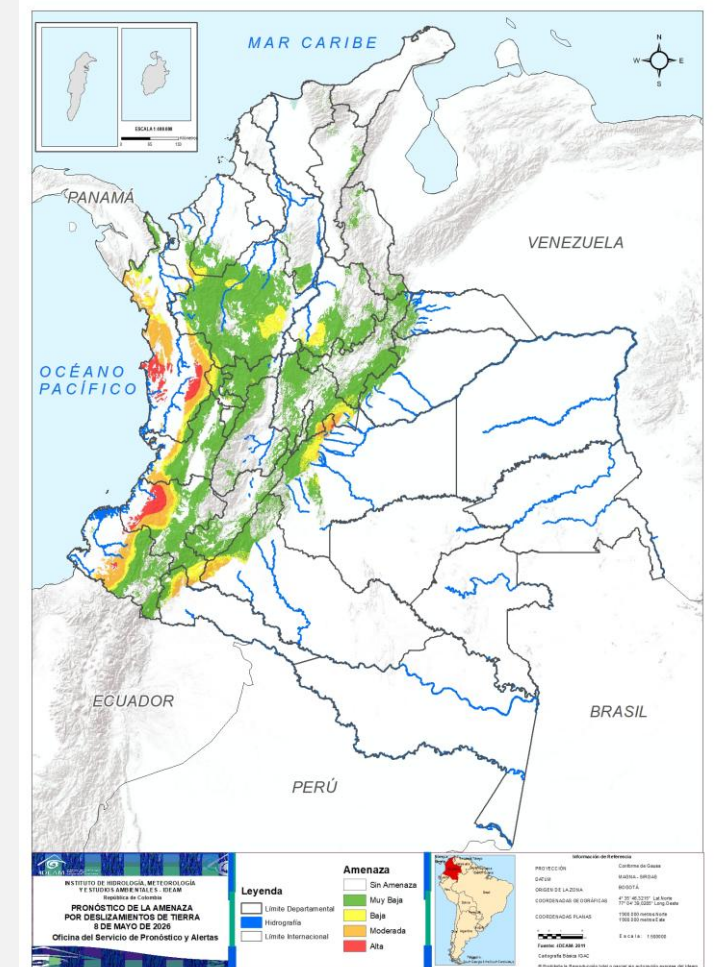 MAR CARIBE
N
W
E
S
ESCALA 1:400.000
PANAMÁ
VENEZUELA
OCÉANO
PACÍFICO
ECUADOR
BRASIL
PERÚ
IDEAM
INSTITUTO DE HIDROLOGÍA, METEOROLOGÍA
Y ESTUDIOS AMBIENTALES - IDEAM
República de Colombia
PRONÓSTICO DE LA AMENAZA
POR DESLIZAMIENTOS DE TIERRA
8 DE MAYO DE 2026
Oficina del Servicio de Pronóstico y Alertas
Leyenda
Límite Departamental
Hidrografía
Límite Internacional
Amenaza
Sin Amenaza
Muy Baja
Baja
Moderada
Alta
Información de Referencia
PROYECCIÓN Conforme de Gauss
DATUM MAGNA - SIRGAS
ORIGEN DE LA ZONA BOGOTÁ
COORDENADAS GEOGRÁFICAS
COORDENADAS PLANAS
Escala:
Fuente: IDEAM 2011
Cartografía Básica IGAC